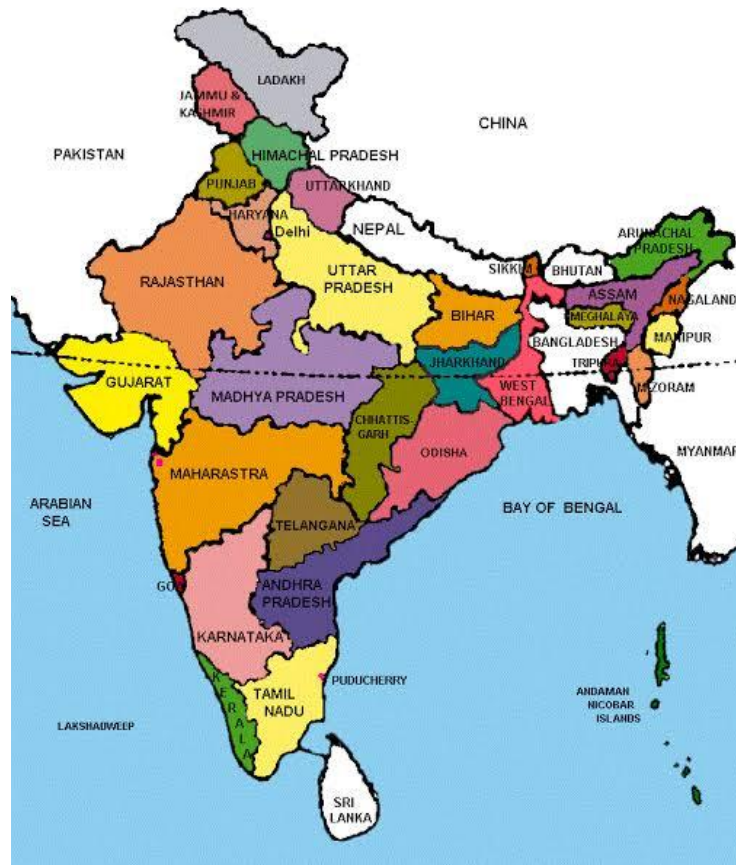 LADAKH
JAMMU &
KASHMIR
CHINA
PAKISTAN
HIMACHAL PRADESH
PUNJAB
UTTARKHAND
HARYANA
Delhi
NEPAL
ARUNACHAL
PRADESH
SIKKIM
BHUTAN
RAJASTHAN
UTTAR
PRADESH
ASSAM
NAGALAND
BIHAR
MEGHALAYA
BANGLADESH
MANIPUR
JHARKHAND
TRIPURA
GUJARAT
MADHYA PRADESH
WEST
BENGAL
MIZORAM
CHHATTIS-
GARH
ODISHA
MYANMAR
MAHARASTRA
ARABIAN
SEA
BAY OF BENGAL
TELANGANA
GOA
ANDHRA
PRADESH
KARNATAKA
PUDUCHERRY
KERALA
TAMIL
NADU
ANDAMAN
NICOBAR
ISLANDS
LAKSHADWEEP
SRI
LANKA